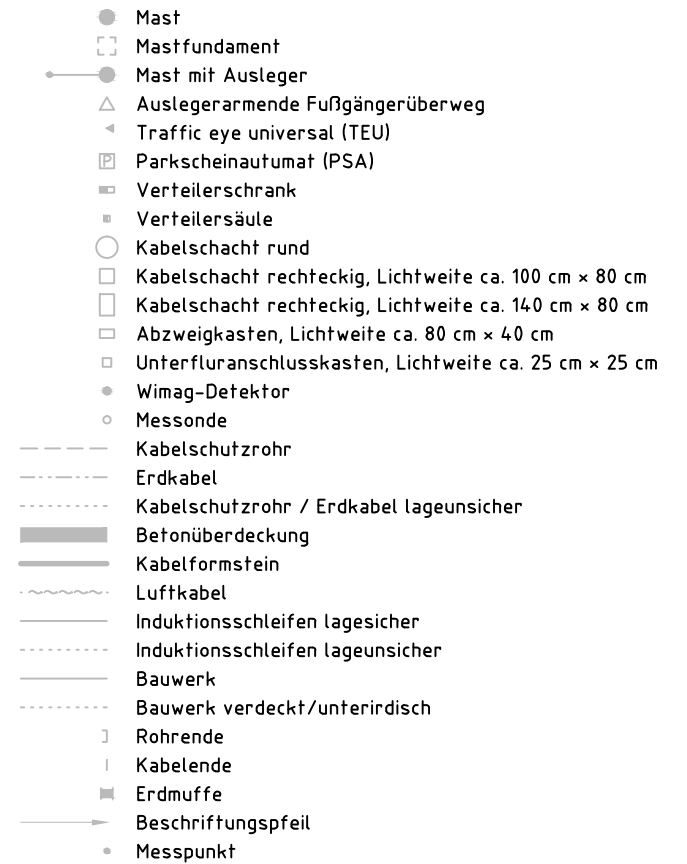 Mast
Mastfundament
Mast mit Ausleger
Auslegerarmende Fußgängerüberweg
Traffic eye universal (TEU)
P Parkscheinautumat (PSA)
Verteilerschrank
Verteilersäule
Kabelschacht rund
Kabelschacht rechteckig, Lichtweite ca. 100 cm × 80 cm
Kabelschacht rechteckig, Lichtweite ca. 140 cm × 80 cm
Abzweigkasten, Lichtweite ca. 80 cm × 40 cm
Unterfluranschlusskasten, Lichtweite ca. 25 cm × 25 cm
Wimag-Detektor
Messonde
Kabelschutzrohr
Erdkabel
Kabelschutzrohr / Erdkabel lageunsicher
Betonüberdeckung
Kabelformstein
Luftkabel
Induktionsschleifen lagesicher
Induktionsschleifen lageunsicher
Bauwerk
Bauwerk verdeckt/unterirdisch
Rohrende
Kabelende
Erdmuffe
Beschriftungspfeil
Messpunkt